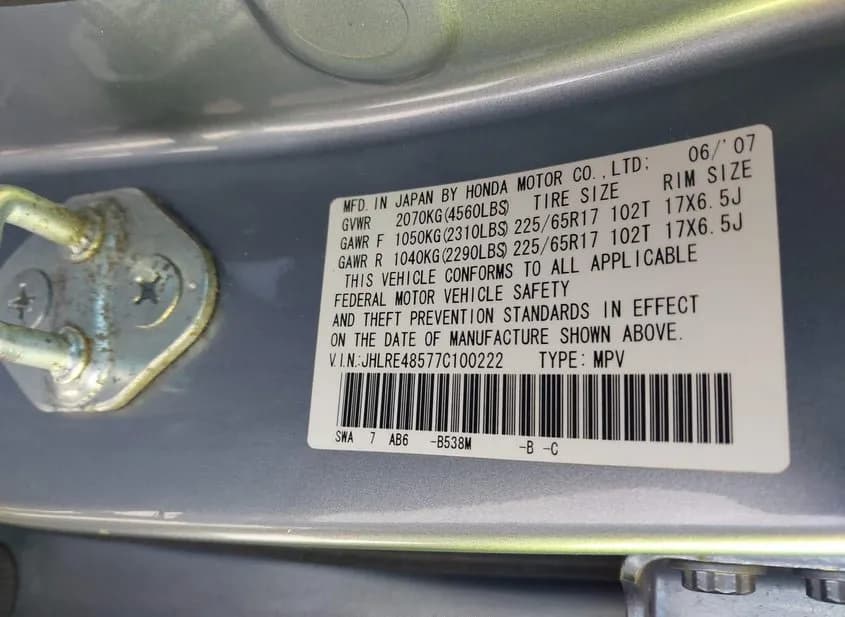 MFD. IN JAPAN BY HONDA MOTOR CO.,LTD; 06/'07
GVWR 2070KG(4560LBS) TIRE SIZE RIM SIZE
GAWR F 1050KG(2310LBS) 225/65R17 102T 17X6.5J
GAWR R 1040KG(2290LBS) 225/65R17 102T 17X6.5J
THIS VEHICLE CONFORMS TO ALL APPLICABLE
FEDERAL MOTOR VEHICLE SAFETY
AND THEFT PREVENTION STANDARDS IN EFFECT
ON THE DATE OF MANUFACTURE SHOWN ABOVE.
V.I.N.:JHLRE48577C100222 TYPE: MPV
SWA 7 AB6 -B538M -B -C